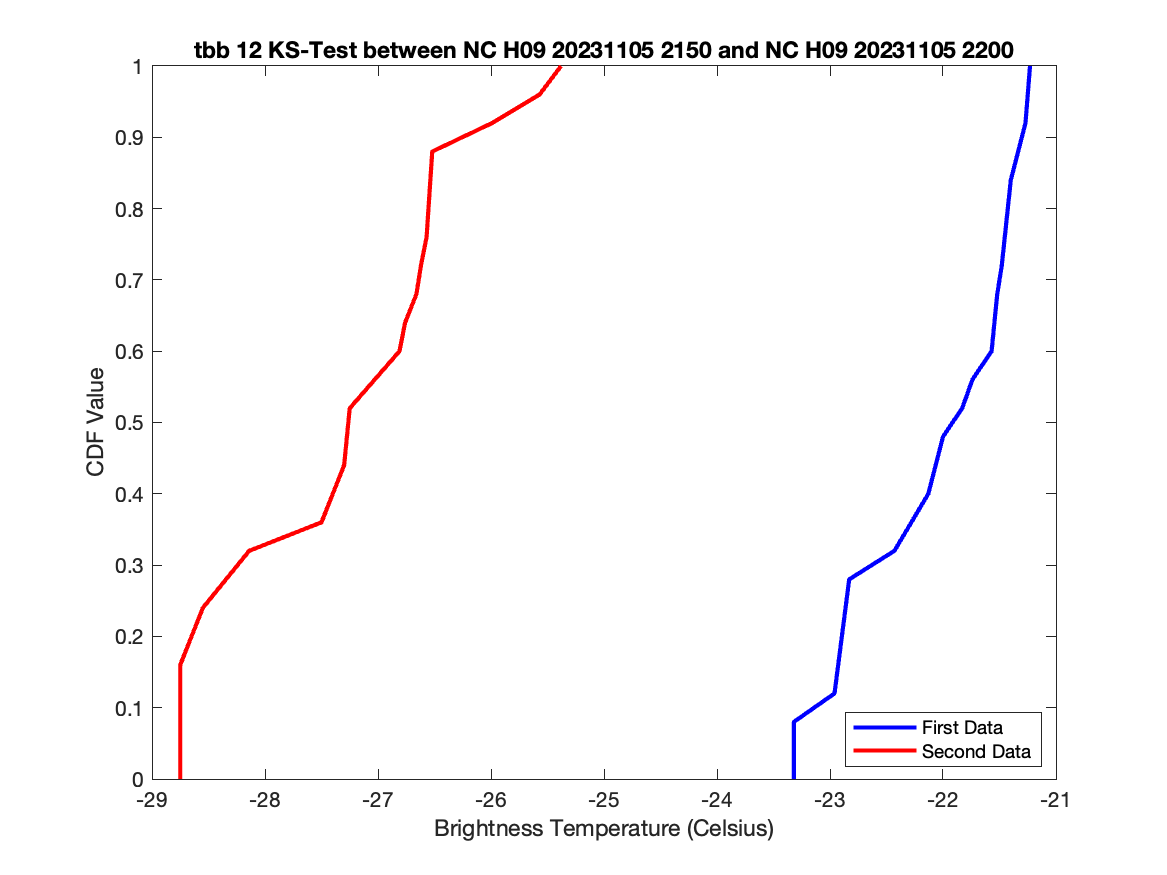 tbb 12 KS-Test between NC H09 20231105 2150 and NC H09 20231105 2200
1
0.9
0.8
0.7
0.6
0.5
0.4
0.3
0.2
0.1
0
CDF Value
First Data
Second Data
-29 -28 -27 -26 -25 -24 -23 -22 -21
Brightness Temperature (Celsius)